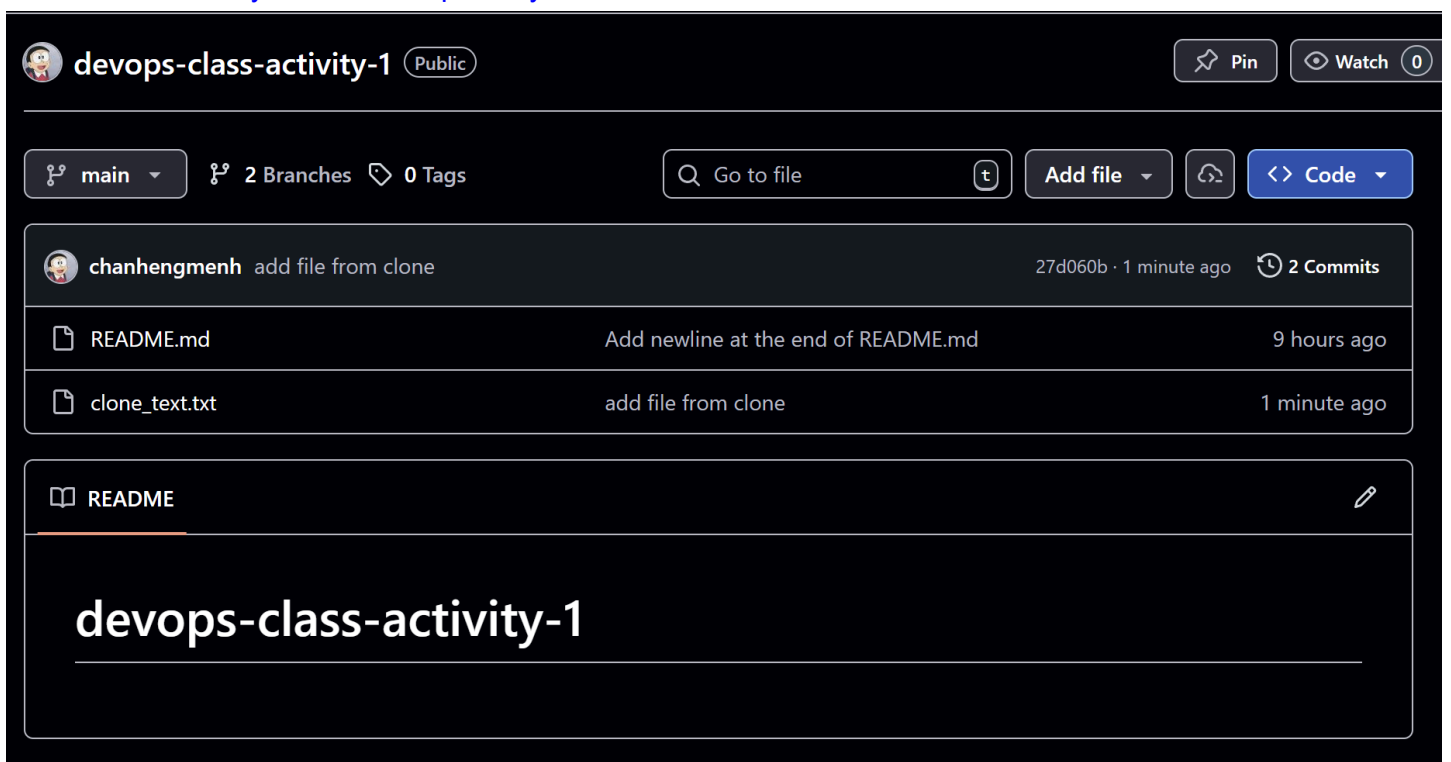 devops-class-activity-1 Public Pin Watch 0
main 2 Branches 0 Tags Go to file t Add file Code
chanhengmenh add file from clone 27d060b · 1 minute ago 2 Commits
README.md Add newline at the end of README.md 9 hours ago
clone_text.txt add file from clone 1 minute ago
README
devops-class-activity-1